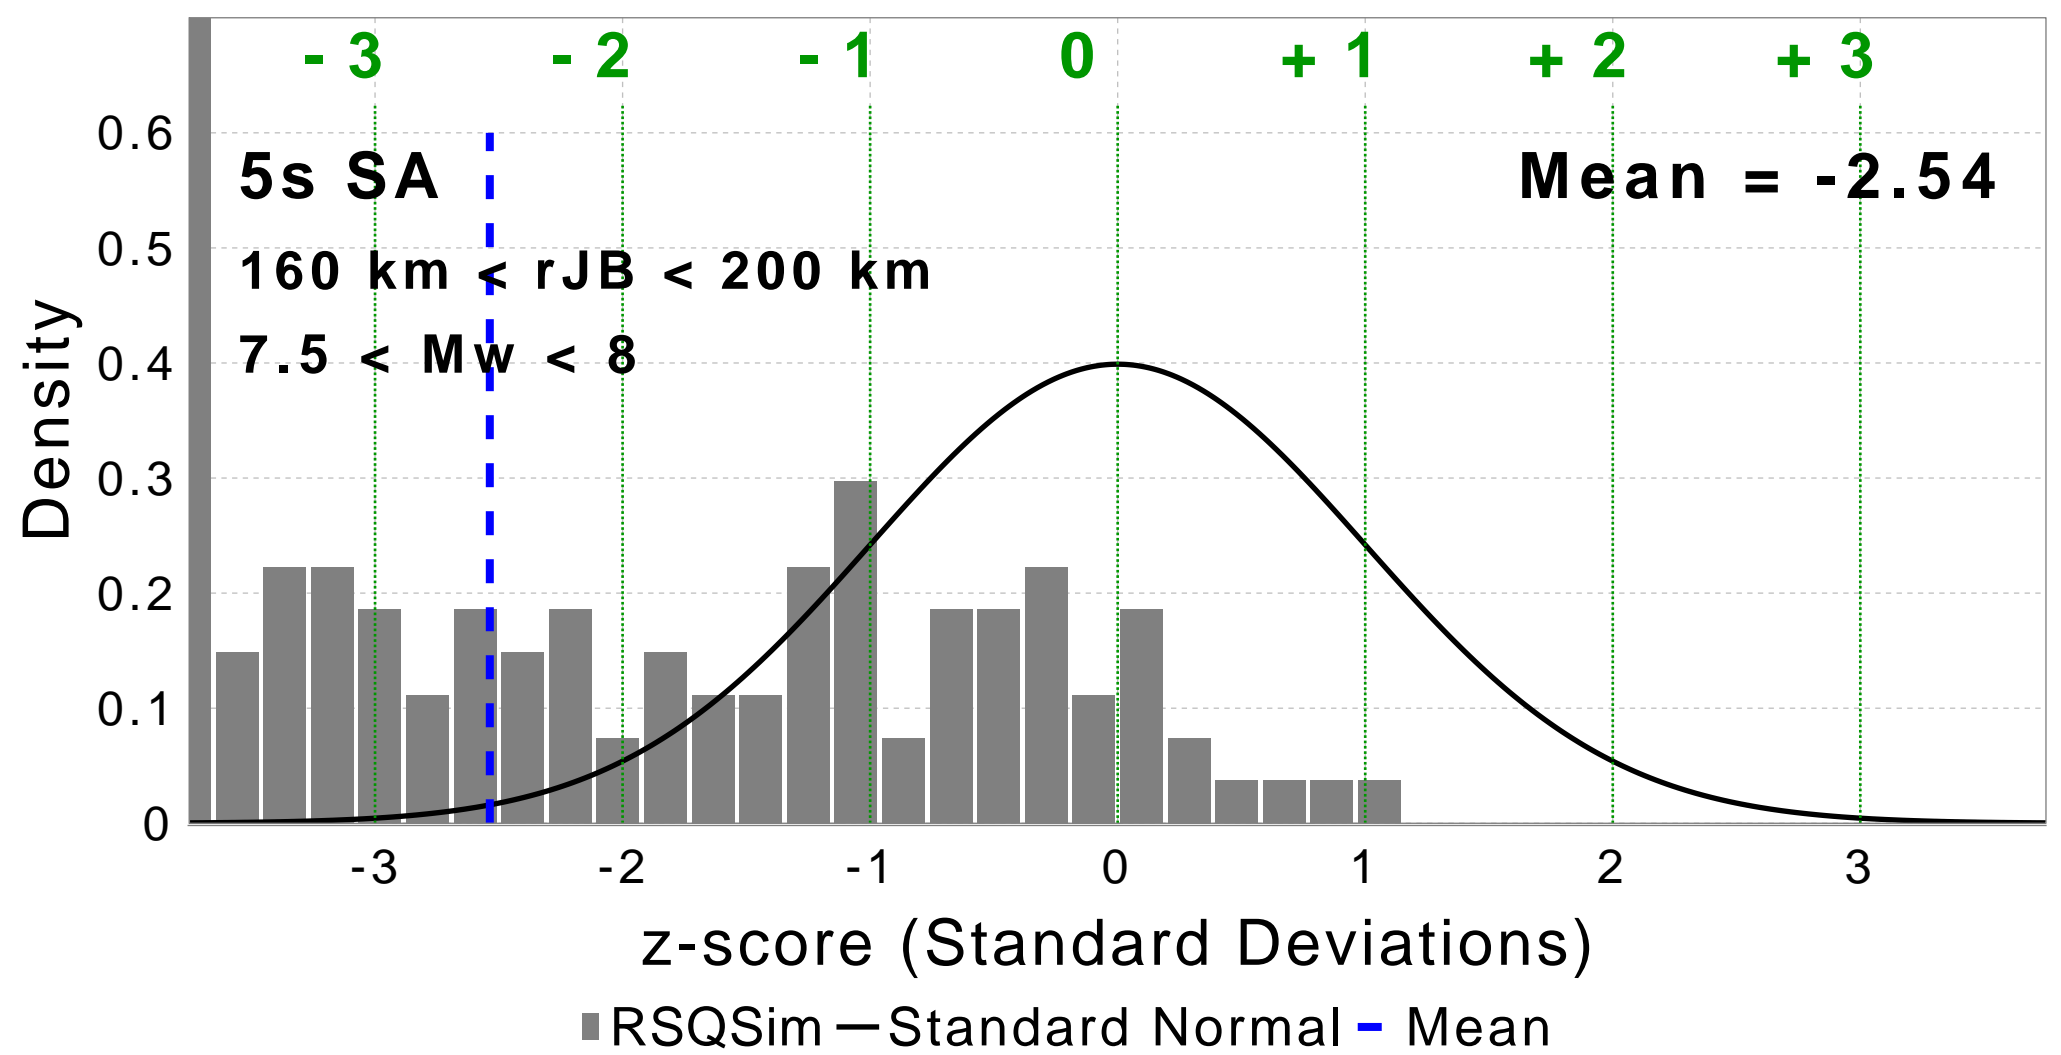 - 3 - 2 - 1 0 + 1 + 2 + 3
0.6
5s SA
Mean = -2.54
0.5
160 km < rJB < 200 km
7.5 < Mw < 8
0.4
0.3
0.2
0.1
0
Density
-3 -2 -1 0 1 2 3
z-score (Standard Deviations)
RSQSim Standard Normal Mean